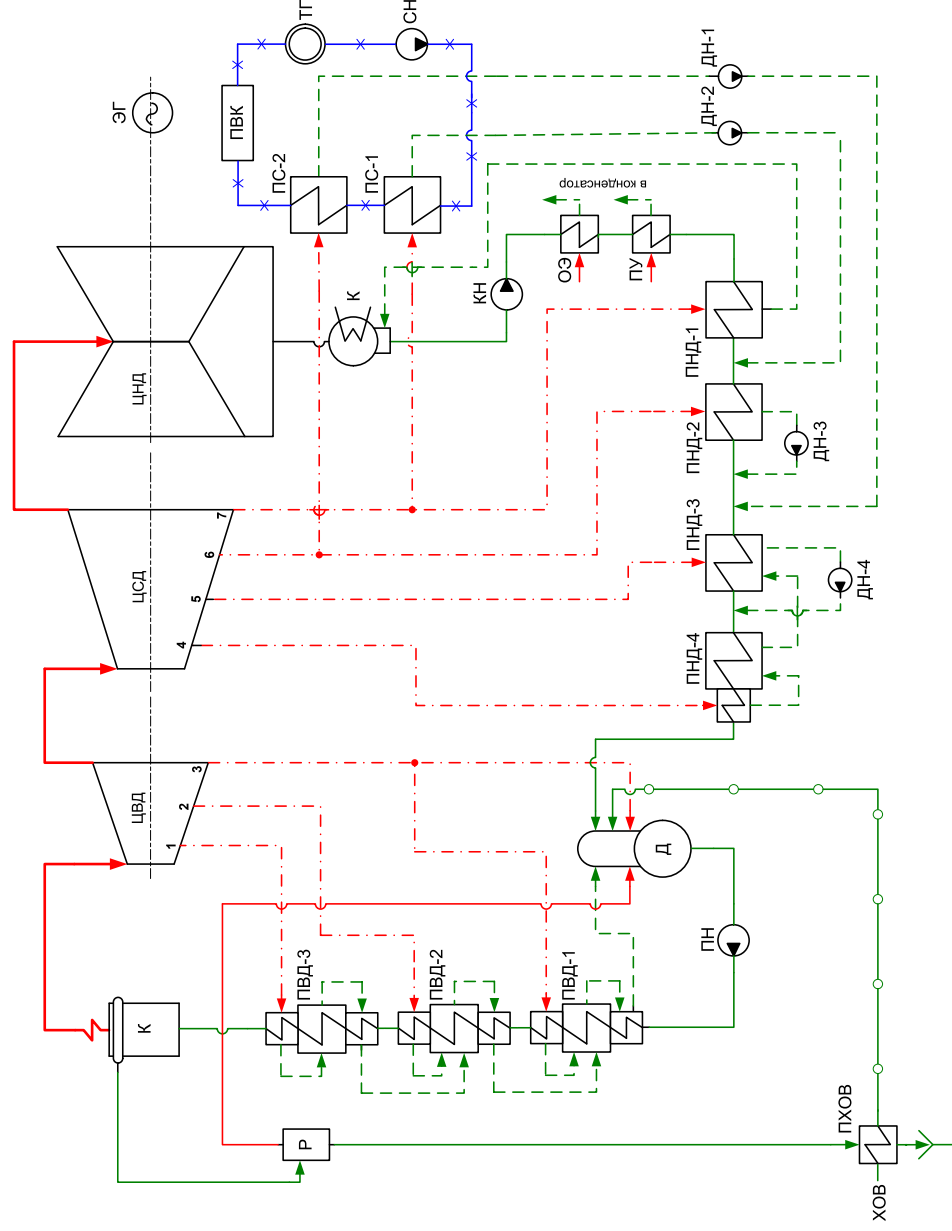 ТГ
СН
ЭГ
ПВК
ДН-1
ДН-2
ПС-2
ПС-1
в конденсатор
ОЭ
ПУ
КН
К
ЦНД
ПНД-1
ПНД-2
ДН-3
ЦСД
7
6
5
4
ПНД-3
ДН-4
ПНД-4
ЦВД
3
2
1
Д
ПН
К
ПВД-3
ПВД-2
ПВД-1
Р
ПХОВ
ХОВ